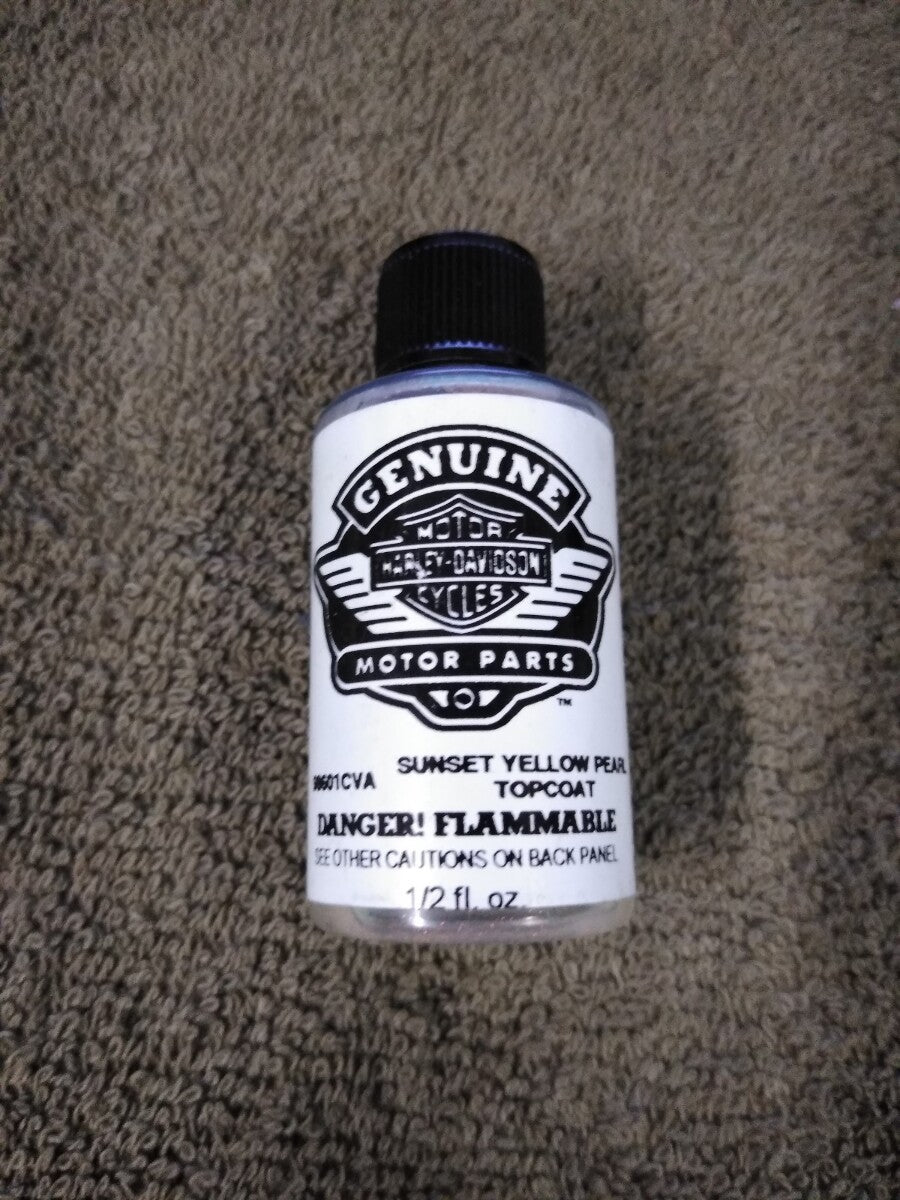 GENUINE
MOTOR
HARLEY-DAVIDSON
CYCLES
MOTOR PARTS
™
SUNSET YELLOW PEARL
TOPCOAT
DANGER! FLAMMABLE
SEE OTHER CAUTIONS ON BACK PANEL
1/2 fl. oz.